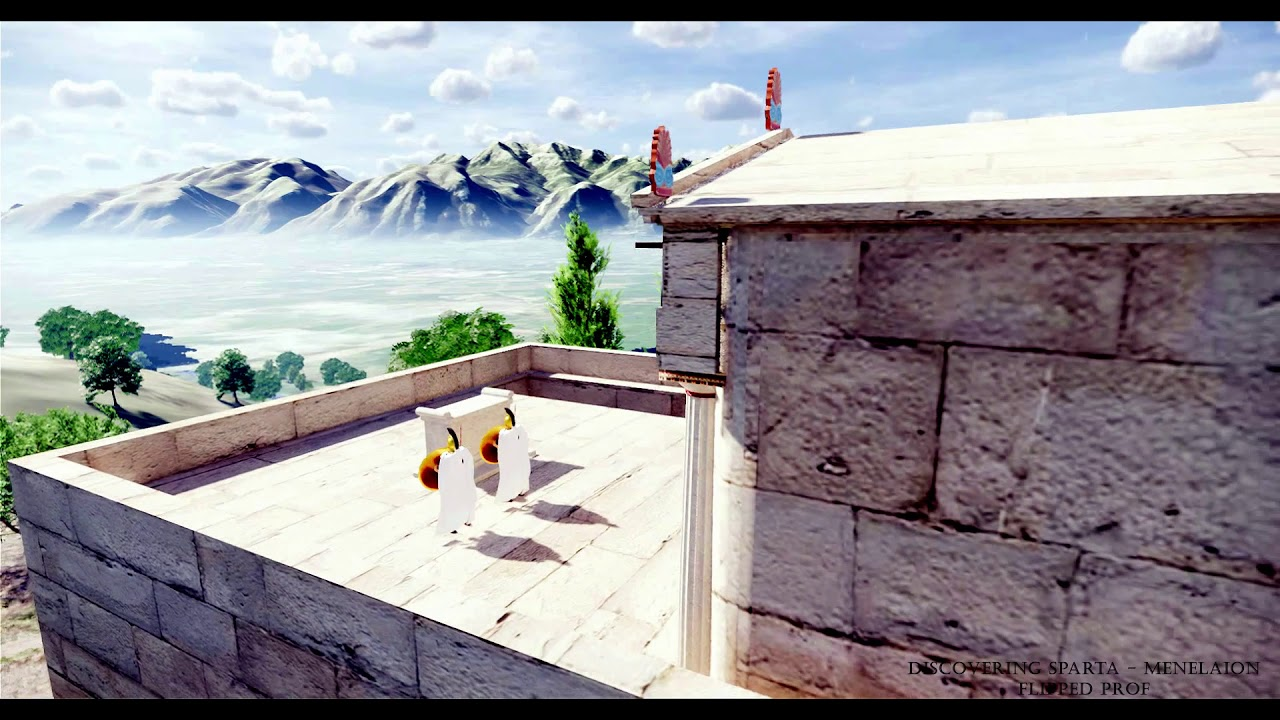 DISCOVERING SPARTA - MENELAION
FLIPPED PROF